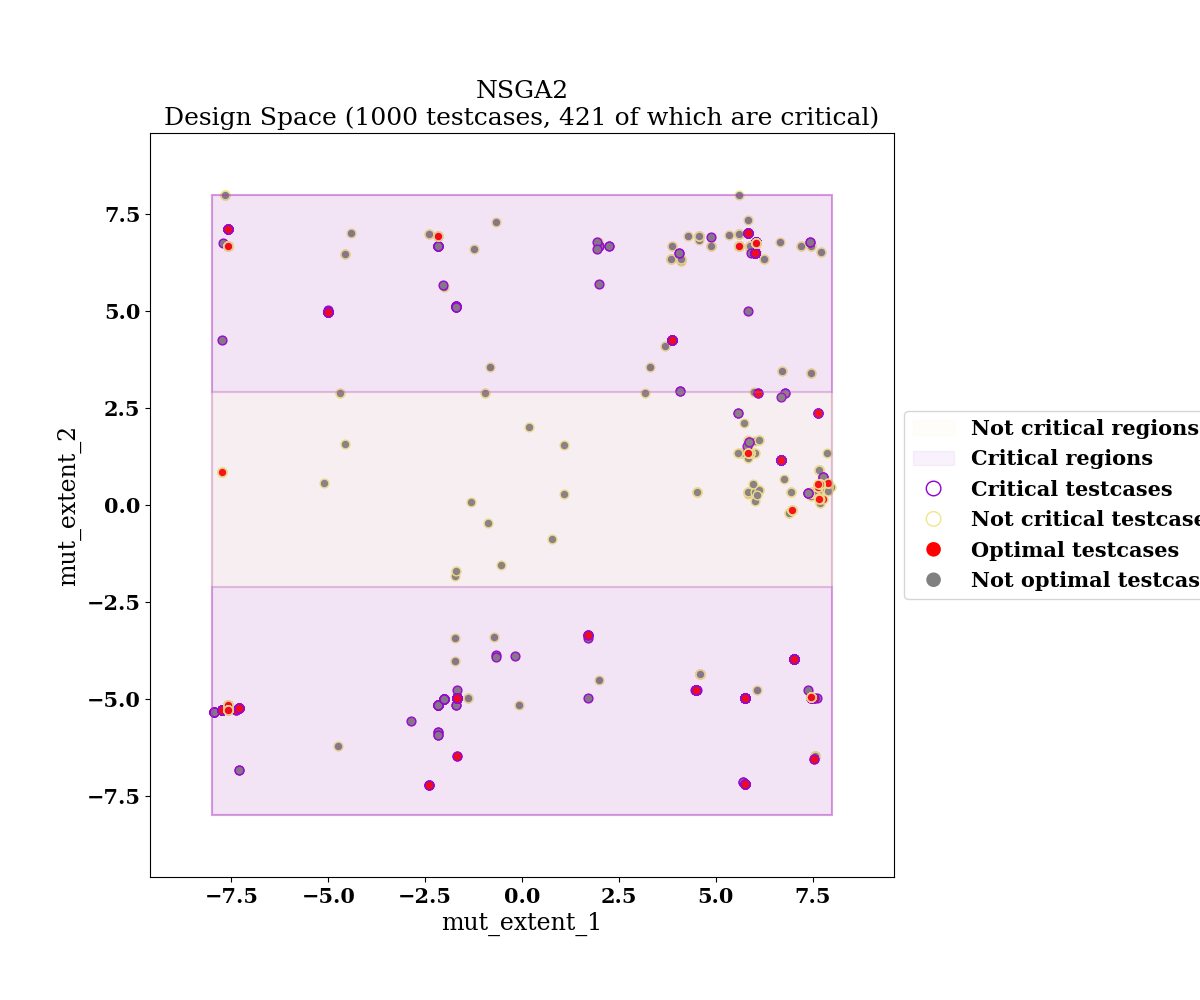 NSGA2
Design Space (1000 testcases, 421 of which are critical)
mut_extent_2
7.5
5.0
2.5
0.0
−2.5
−5.0
−7.5
−7.5 −5.0 −2.5 0.0 2.5 5.0 7.5
mut_extent_1
Not critical regions
Critical regions
Critical testcases
Not critical testcase
Optimal testcases
Not optimal testcas